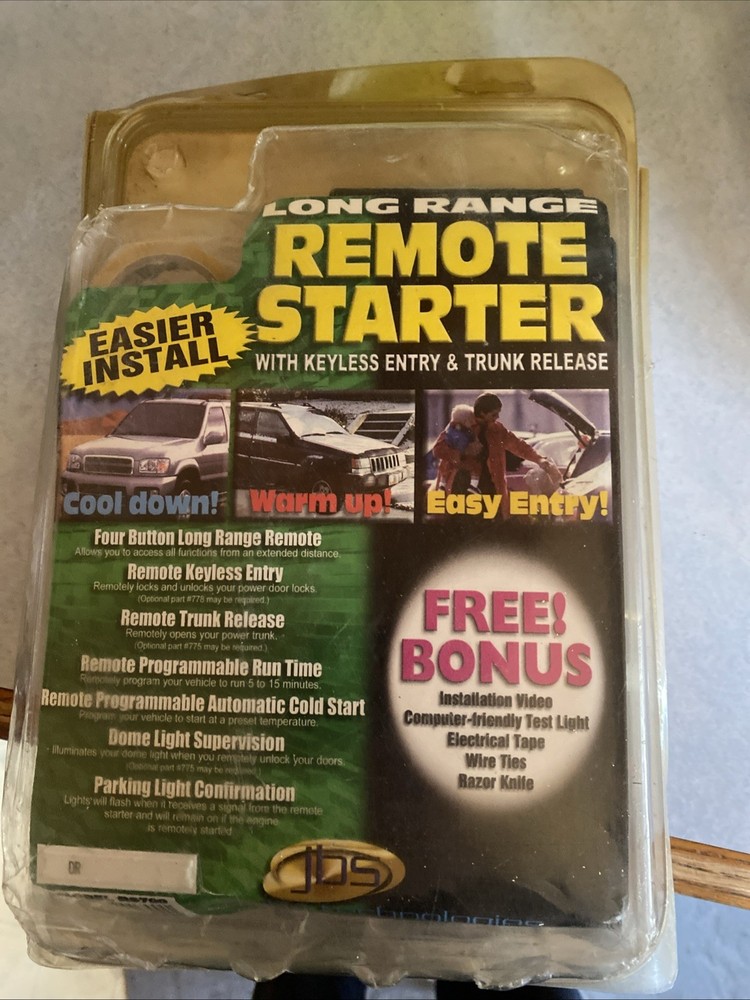 LONG RANGE
REMOTE
STARTER
WITH KEYLESS ENTRY & TRUNK RELEASE
EASIER
INSTALL
Cool down!
Warm up!
Easy Entry!
Four Button Long Range Remote
Allows you to access all functions from an extended distance.
Remote Keyless Entry
Remotely locks and unlocks your power door locks.
(Optional part #778 may be required.)
Remote Trunk Release
Remotely opens your power trunk.
(Optional part #775 may be required.)
Remote Programmable Run Time
Remotely program your vehicle to run 5 to 15 minutes.
Remote Programmable Automatic Cold Start
Program your vehicle to start at a preset temperature.
Dome Light Supervision
Illuminates your dome light when you remotely unlock your doors.
(Optional part #775 may be required.)
Parking Light Confirmation
Lights will flash when it receives a signal from the remote
starter and will remain on if the engine
is remotely started
FREE!
BONUS
Installation Video
Computer-friendly Test Light
Electrical Tape
Wire Ties
Razor Knife
DR
jbs